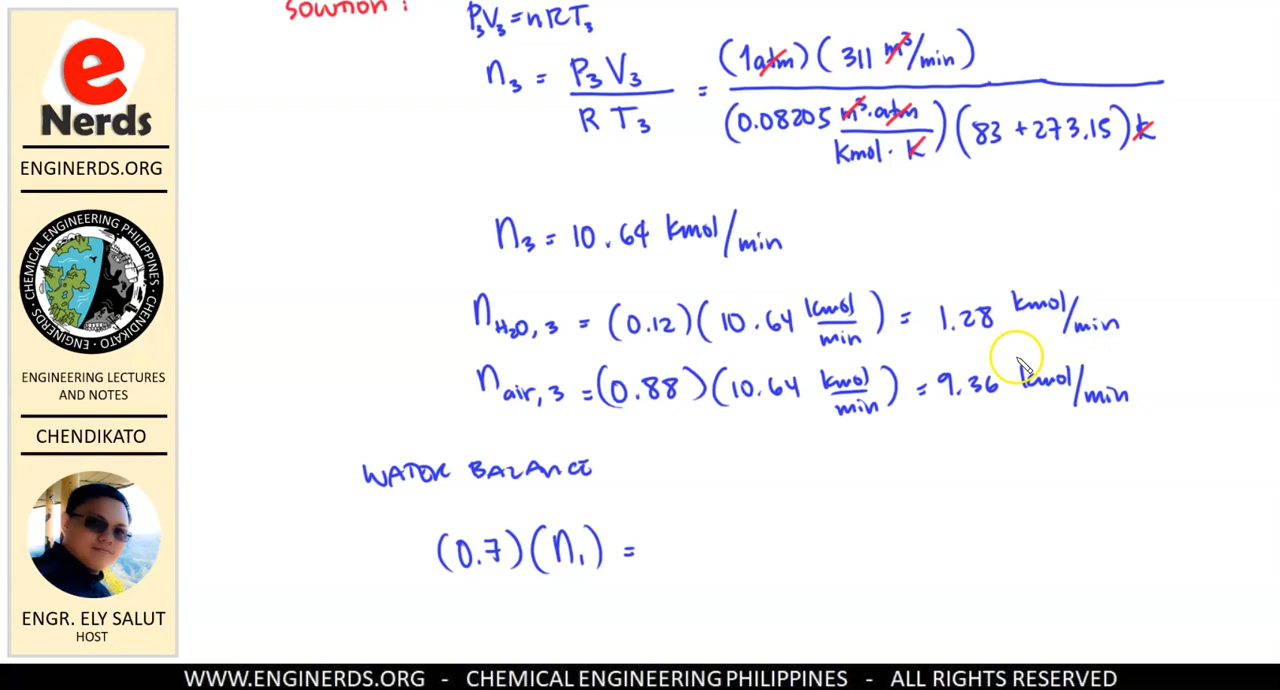 SOLUTION :
P₃V₃ = nRT₃
n₃ = P₃V₃ / RT₃ = (1 atm)(311 m³/min) / (0.08205 m³·atm / kmol·K)(83 + 273.15)K
n₃ = 10.64 kmol/min
nH₂O,3 = (0.12)(10.64 kmol/min) = 1.28 kmol/min
nair,3 = (0.88)(10.64 kmol/min) = 9.36 kmol/min
WATER BALANCE
(0.7)(n₁) =
e
Nerds
ENGINERDS.ORG
CHEMICAL ENGINEERING PHILIPPINES
CHENDIKATO
ENGINERDS
ENGINEERING LECTURES
AND NOTES
CHENDIKATO
ENGR. ELY SALUT
HOST
WWW.ENGINERDS.ORG - CHEMICAL ENGINEERING PHILIPPINES - ALL RIGHTS RESERVED